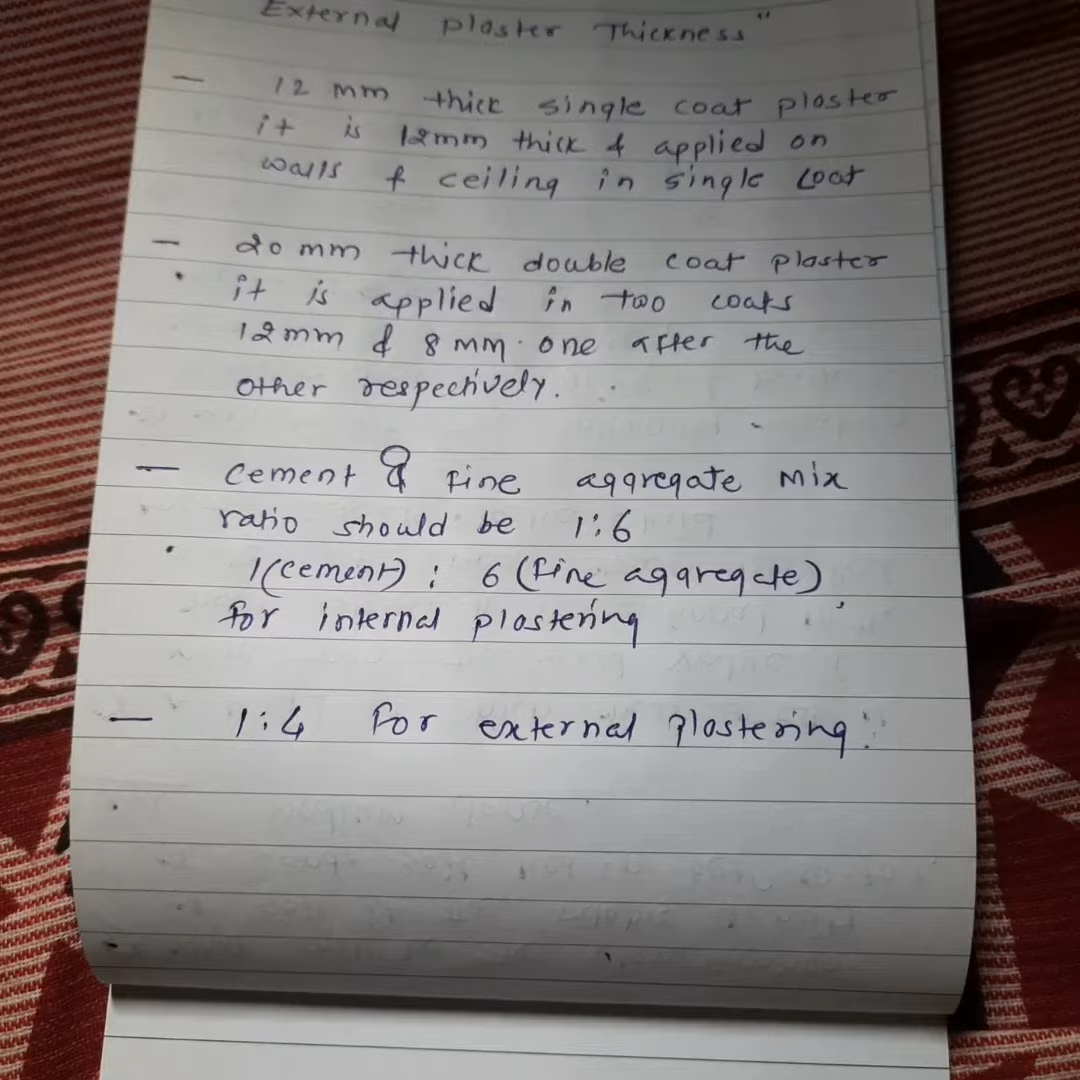 External plaster Thickness"
— 12 mm thick single coat plaster
it is 12mm thick & applied on
walls & ceiling in single coat
— 20 mm thick double coat plaster
it is applied in too coats
12mm & 8 mm. one after the
other respectively.
— cement & fine aggregate mix
ratio should be 1:6
1(cement) : 6 (fine aggregate)
for internal plastering
— 1:4 for external plastering.